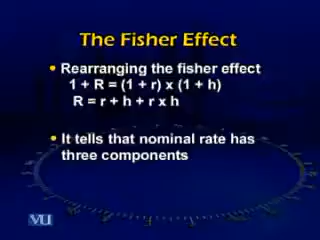 The Fisher Effect
• Rearranging the fisher effect
1 + R = (1 + r) x (1 + h)
R = r + h + r x h
• It tells that nominal rate has
three components
VU